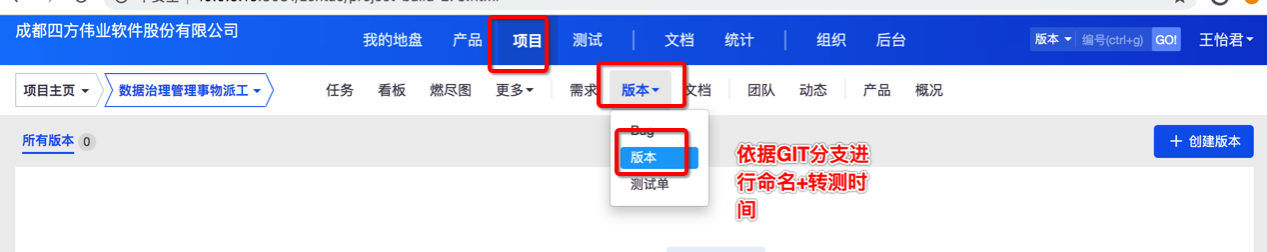 成都四方伟业软件股份有限公司
我的地盘 产品 项目 测试 文档 统计 组织 后台
版本 编号(ctrl+g) GO! 王怡君
项目主页 数据治理管理事物派工 任务 看板 燃尽图 更多 需求 版本 文档 团队 动态 产品 概况
所有版本 0
+ 创建版本
Bug
版本
测试单
依据GIT分支进
行命名+转测时
间